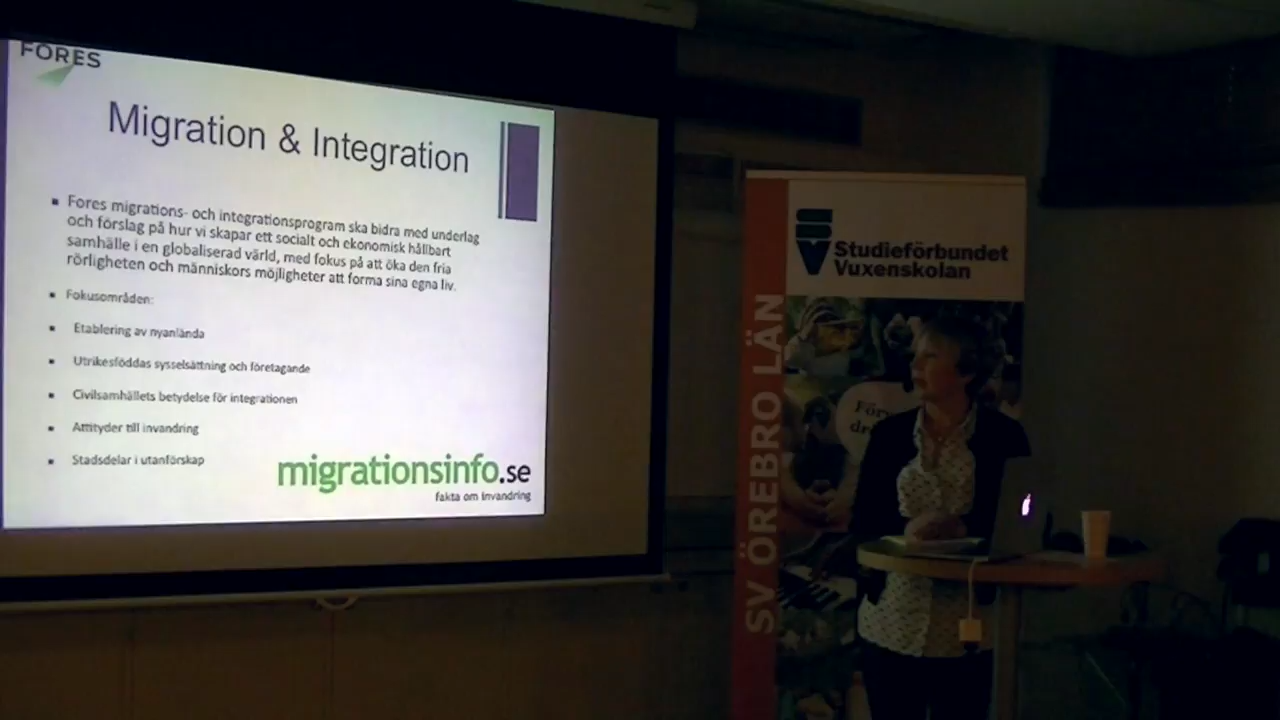 FORES
Migration & Integration
Fores migrations- och integrationsprogram ska bidra med underlag
och förslag på hur vi skapar ett socialt och ekonomisk hållbart
samhälle i en globaliserad värld, med fokus på att öka den fria
rörligheten och människors möjligheter att forma sina egna liv.
Fokusområden:
Etablering av nyanlända
Utrikesföddas sysselsättning och företagande
Civilsamhällets betydelse för integrationen
Attityder till invandring
Stadsdelar i utanförskap
migrationsinfo.se
fakta om invandring
Studieförbundet
Vuxenskolan
SV ÖREBRO LÄN